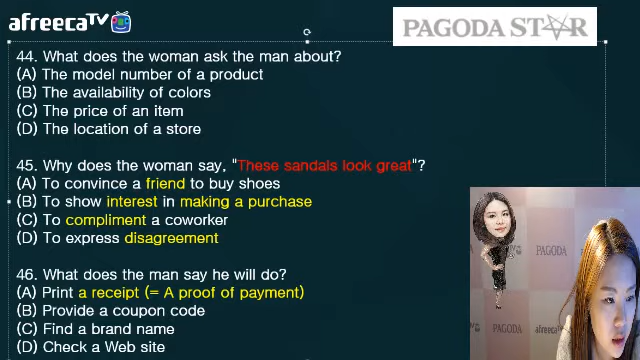 afreecaTV
PAGODA STAR
44. What does the woman ask the man about?
(A) The model number of a product
(B) The availability of colors
(C) The price of an item
(D) The location of a store
45. Why does the woman say, "These sandals look great"?
(A) To convince a friend to buy shoes
(B) To show interest in making a purchase
(C) To compliment a coworker
(D) To express disagreement
46. What does the man say he will do?
(A) Print a receipt (= A proof of payment)
(B) Provide a coupon code
(C) Find a brand name
(D) Check a Web site
PAGODA
PAGODA
afreecaTV